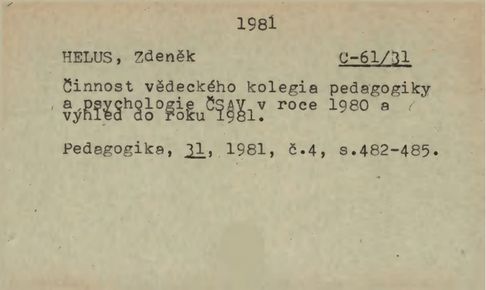 1981
HELUS, Zdeněk C-61/31
Činnost vědeckého kolegia pedagogiky
a psychologie ČSAV v roce 1980 a
výhled do roku 1981.
Pedagogika, 31, 1981, č.4, s.482-485.